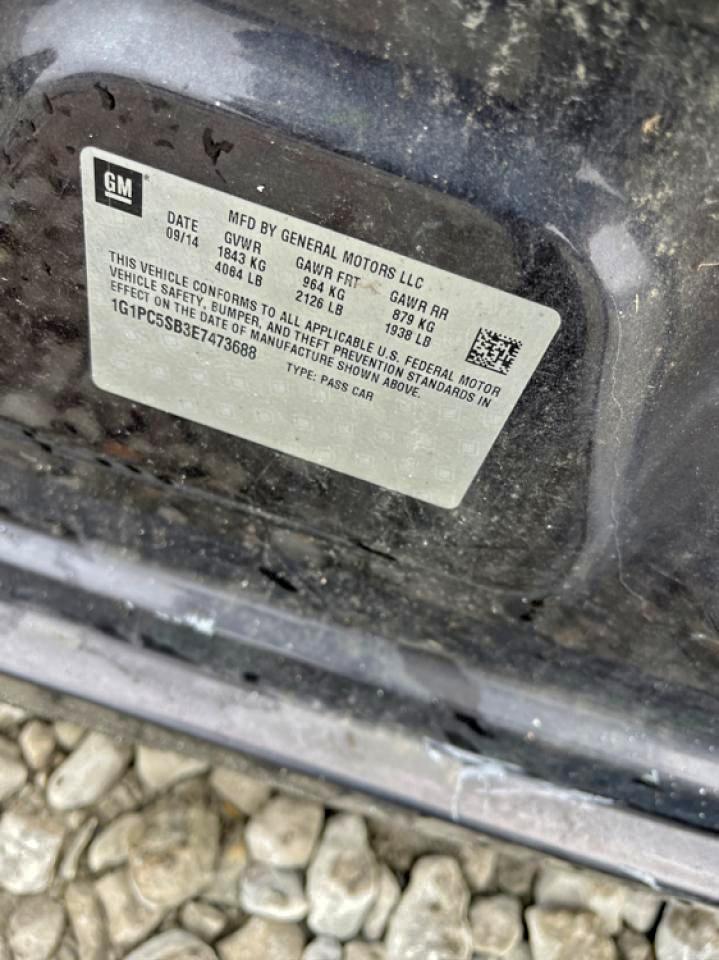 GM
MFD BY GENERAL MOTORS LLC
DATE GVWR GAWR FRT GAWR RR
09/14 1843 KG 964 KG 879 KG
4064 LB 2126 LB 1938 LB
THIS VEHICLE CONFORMS TO ALL APPLICABLE U.S. FEDERAL MOTOR
VEHICLE SAFETY, BUMPER, AND THEFT PREVENTION STANDARDS IN
EFFECT ON THE DATE OF MANUFACTURE SHOWN ABOVE.
1G1PC5SB3E7473688 TYPE: PASS CAR